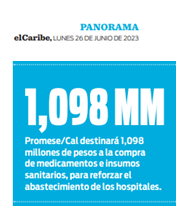 PANORAMA
elCaribe, LUNES 26 DE JUNIO DE 2023
1,098 MM
Promese/Cal destinará 1,098
millones de pesos a la compra
de medicamentos e insumos
sanitarios, para reforzar el
abastecimiento de los hospitales.